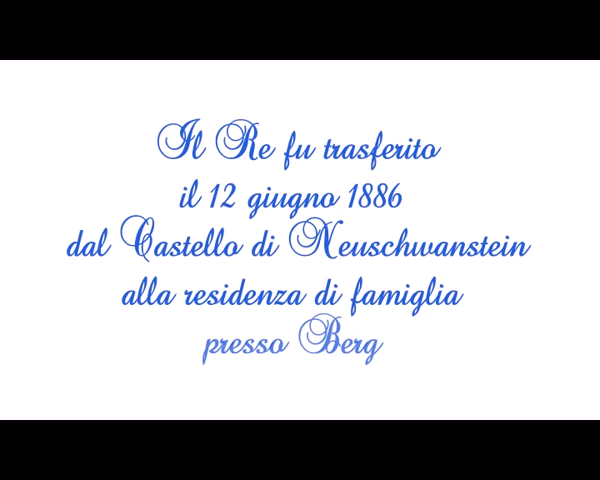 Il Re fu trasferito
il 12 giugno 1886
dal Castello di Neuschwanstein
alla residenza di famiglia
presso Berg